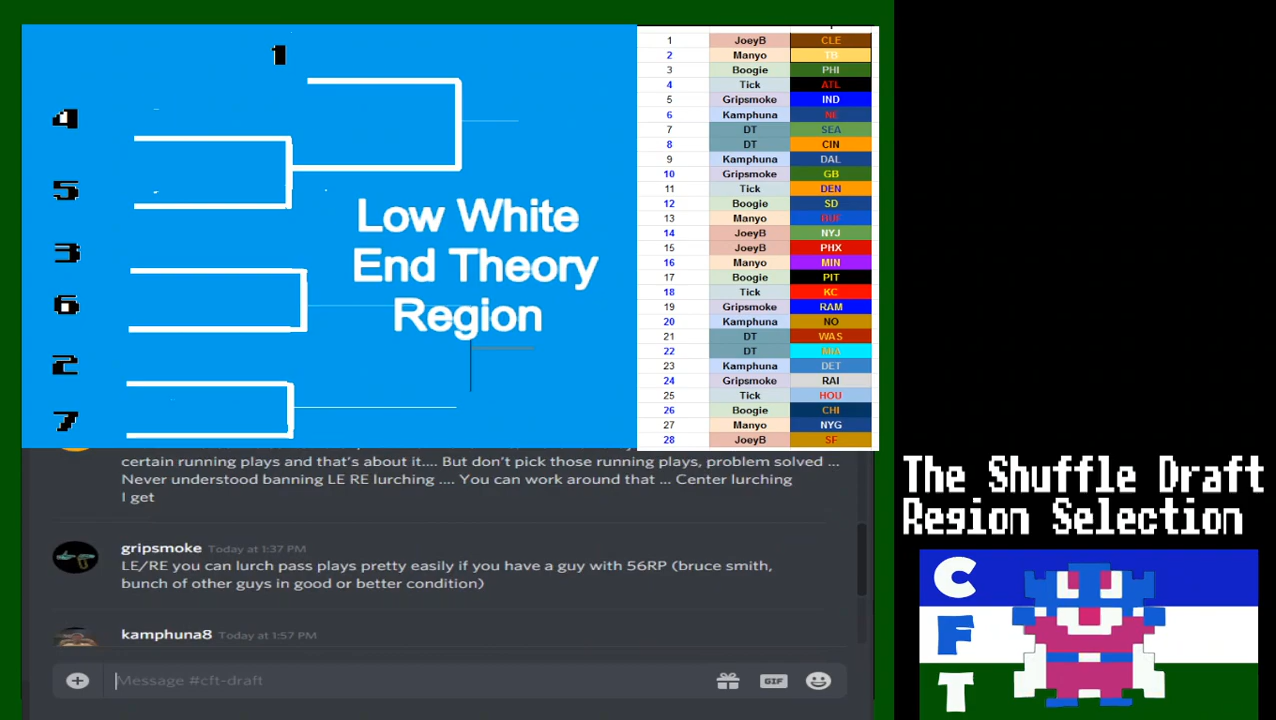 1
4
5
3
6
2
7
Low White
End Theory
Region
1 JoeyB CLE
2 Manyo TB
3 Boogie PHI
4 Tick ATL
5 Gripsmoke IND
6 Kamphuna NE
7 DT SEA
8 DT CIN
9 Kamphuna DAL
10 Gripsmoke GB
11 Tick DEN
12 Boogie SD
13 Manyo BUF
14 JoeyB NYJ
15 JoeyB PHX
16 Manyo MIN
17 Boogie PIT
18 Tick KC
19 Gripsmoke RAM
20 Kamphuna NO
21 DT WAS
22 DT MIA
23 Kamphuna DET
24 Gripsmoke RAI
25 Tick HOU
26 Boogie CHI
27 Manyo NYG
28 JoeyB SF
certain running plays and that's about it.... But don't pick those running plays, problem solved ...
Never understood banning LE RE lurching .... You can work around that ... Center lurching
I get
gripsmoke Today at 1:37 PM
LE/RE you can lurch pass plays pretty easily if you have a guy with 56RP (bruce smith,
bunch of other guys in good or better condition)
kamphuna8 Today at 1:57 PM
Message #cft-draft
GIF
The Shuffle Draft
Region Selection
C
F
T